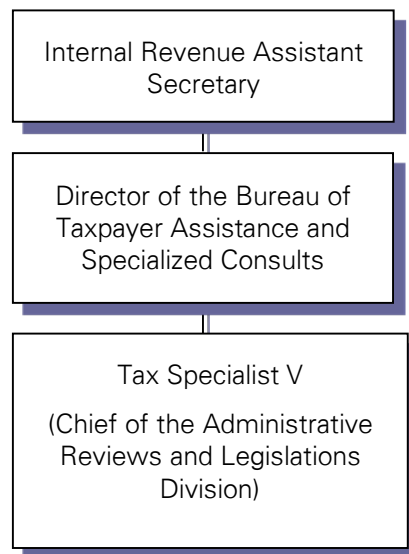 Internal Revenue Assistant
Secretary
Director of the Bureau of
Taxpayer Assistance and
Specialized Consults
Tax Specialist V
(Chief of the Administrative
Reviews and Legislations
Division)